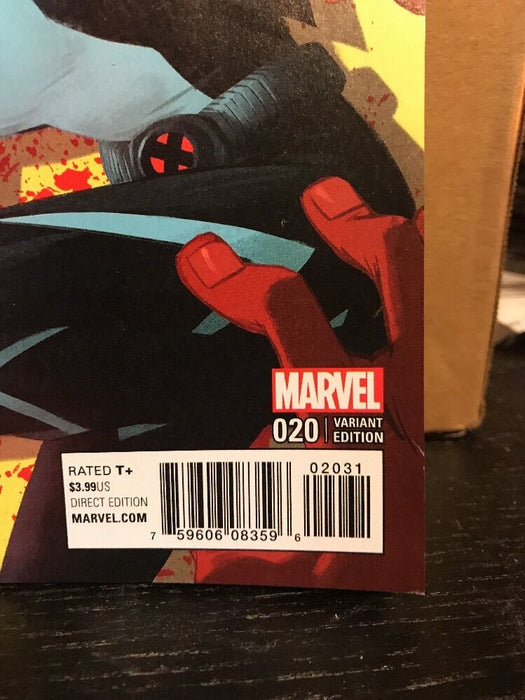 MARVEL
020 | VARIANT
EDITION
RATED T+
$3.99US
DIRECT EDITION
MARVEL.COM
02031
7 59606 08359 6